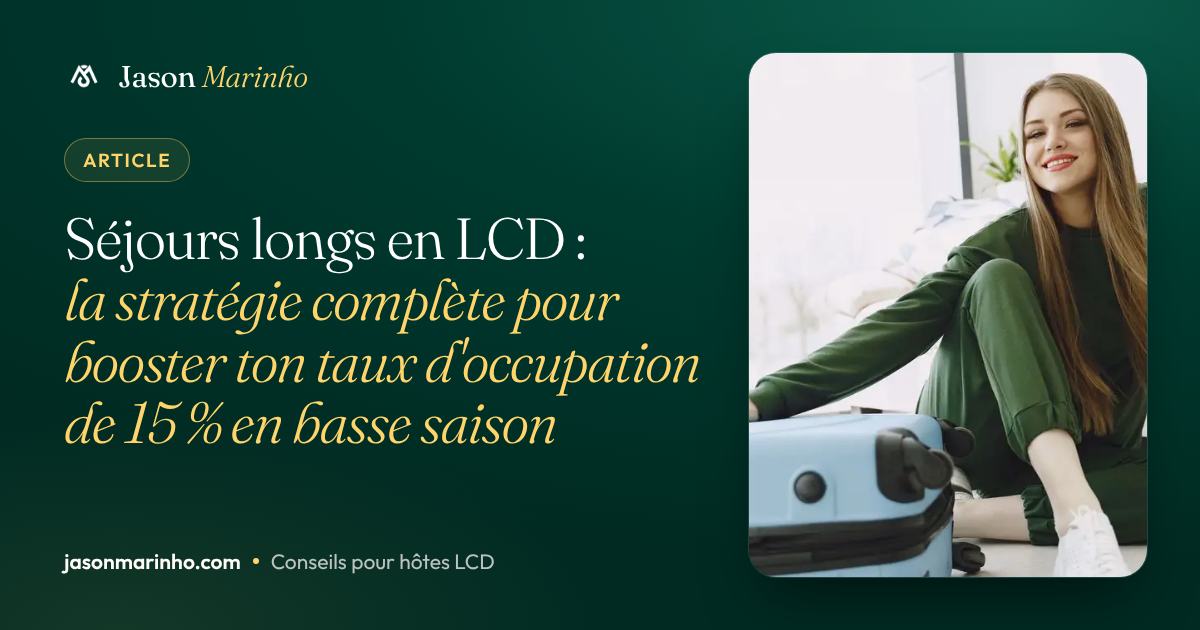 Jason Marinho
ARTICLE
Séjours longs en LCD :
la stratégie complète pour
booster ton taux d'occupation
de 15 % en basse saison
jasonmarinho.com • Conseils pour hôtes LCD